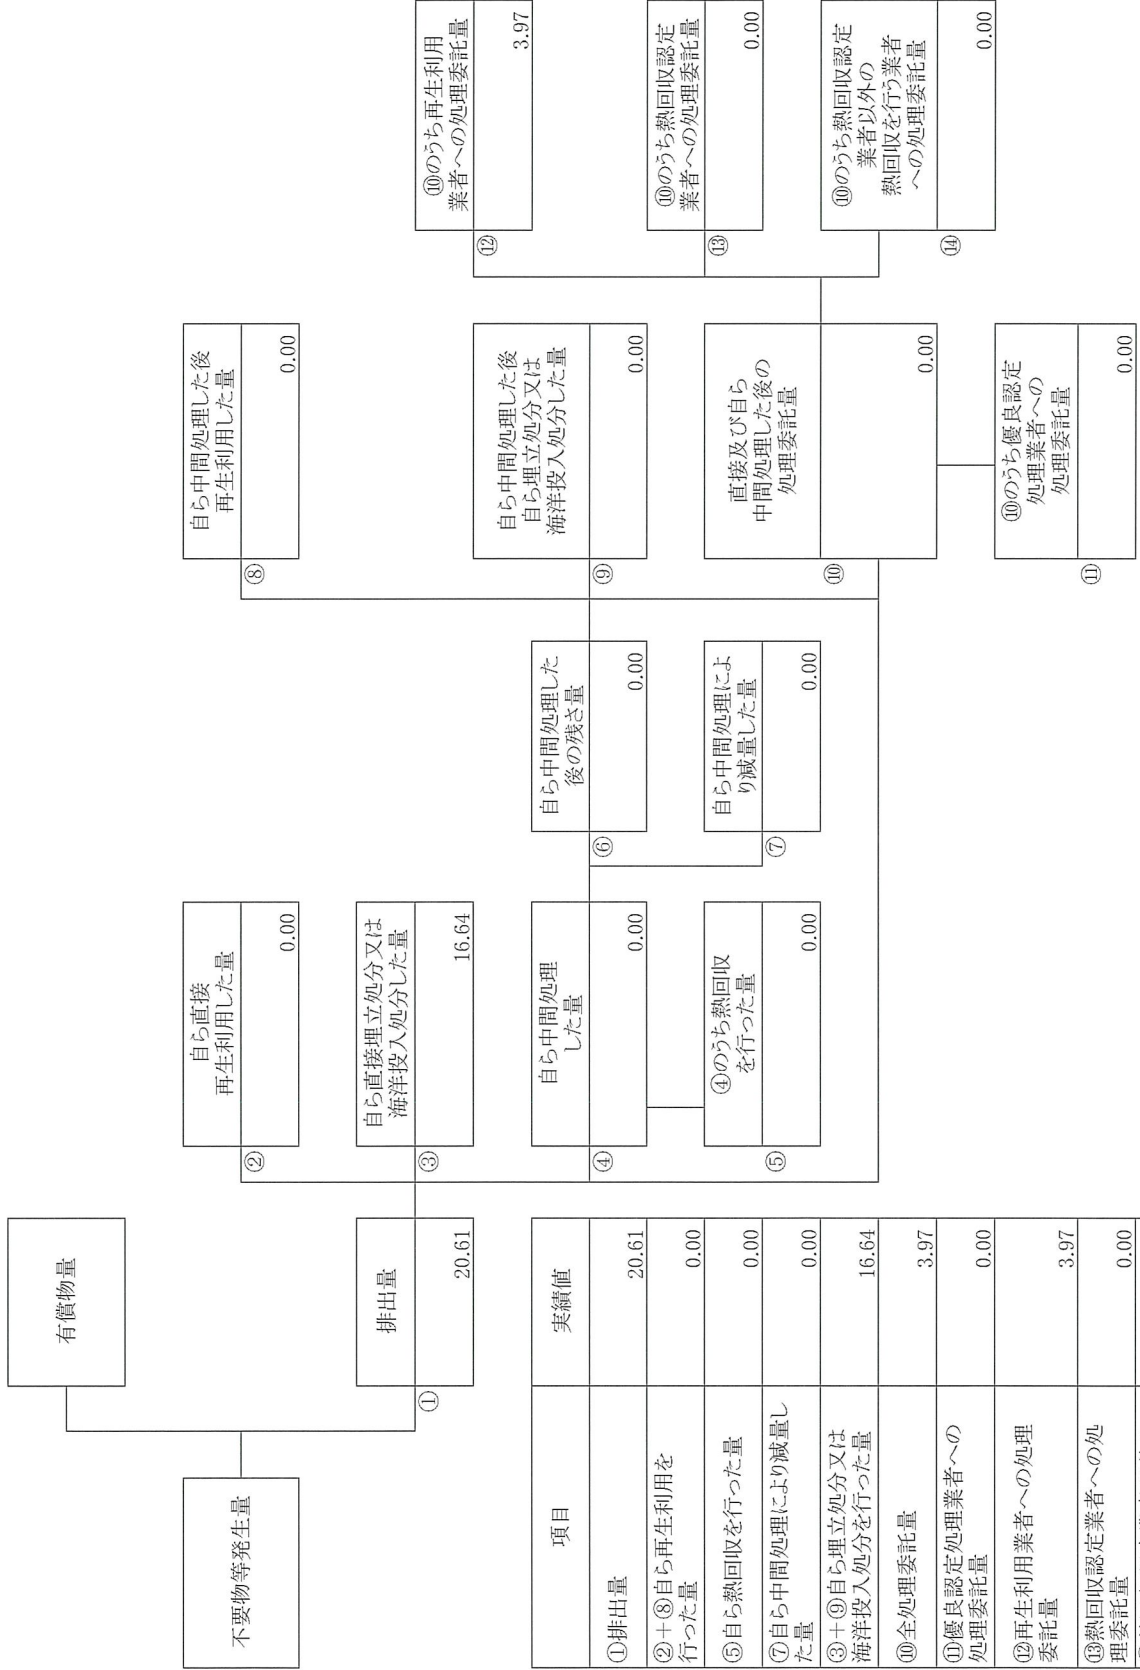 有償物量
不要物等発生量
①
排出量
20.61
②
自ら直接
再生利用した量
0.00
③
自ら直接埋立処分又は
海洋投入処分した量
16.64
④
自ら中間処理
した量
0.00
⑤
④のうち熱回収
を行った量
0.00
⑥
自ら中間処理した
後の残さ量
0.00
⑦
自ら中間処理によ
り減量した量
0.00
⑧
自ら中間処理した後
再生利用した量
0.00
⑨
自ら中間処理した後
自ら埋立処分又は
海洋投入処分した量
0.00
⑩
直接及び自ら
中間処理した後の
処理委託量
0.00
⑪
⑩のうち優良認定
処理業者への
処理委託量
0.00
⑫
⑩のうち再生利用
業者への処理委託量
3.97
⑬
⑩のうち熱回収認定
業者への処理委託量
0.00
⑭
⑩のうち熱回収認定
業者以外の
熱回収を行う業者
への処理委託量
0.00
項目 実績値
①排出量 20.61
②+⑧自ら再生利用を
行った量 0.00
⑤自ら熱回収を行った量 0.00
⑦自ら中間処理により減量し
た量 0.00
③+⑨自ら埋立処分又は
海洋投入処分を行った量 16.64
⑩全処理委託量 3.97
⑪優良認定処理業者への
処理委託量 0.00
⑫再生利用業者への処理
委託量 3.97
⑬熱回収認定業者への処
理委託量 0.00